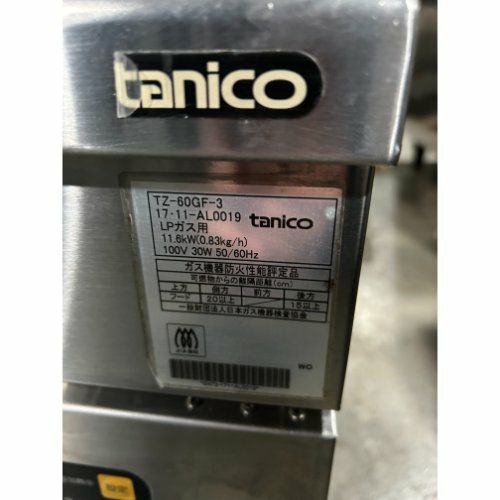 tanico
TZ-60GF-3
17・11-AL0019 tanico
LPガス用
11.6kW(0.83kg/h)
100V 30W 50/60Hz
ガス機器防火性能評定品
可燃物からの離隔距離(cm)
上方 側方 前方 後方
フード 20以上 15以上
一般財団法人日本ガス機器検査協会
WO